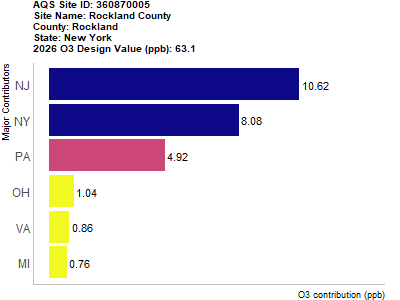 AQS Site ID: 360870005
Site Name: Rockland County
County: Rockland
State: New York
2026 O3 Design Value (ppb): 63.1
Major Contributors
NJ 10.62
NY 8.08
PA 4.92
OH 1.04
VA 0.86
MI 0.76
O3 contribution (ppb)